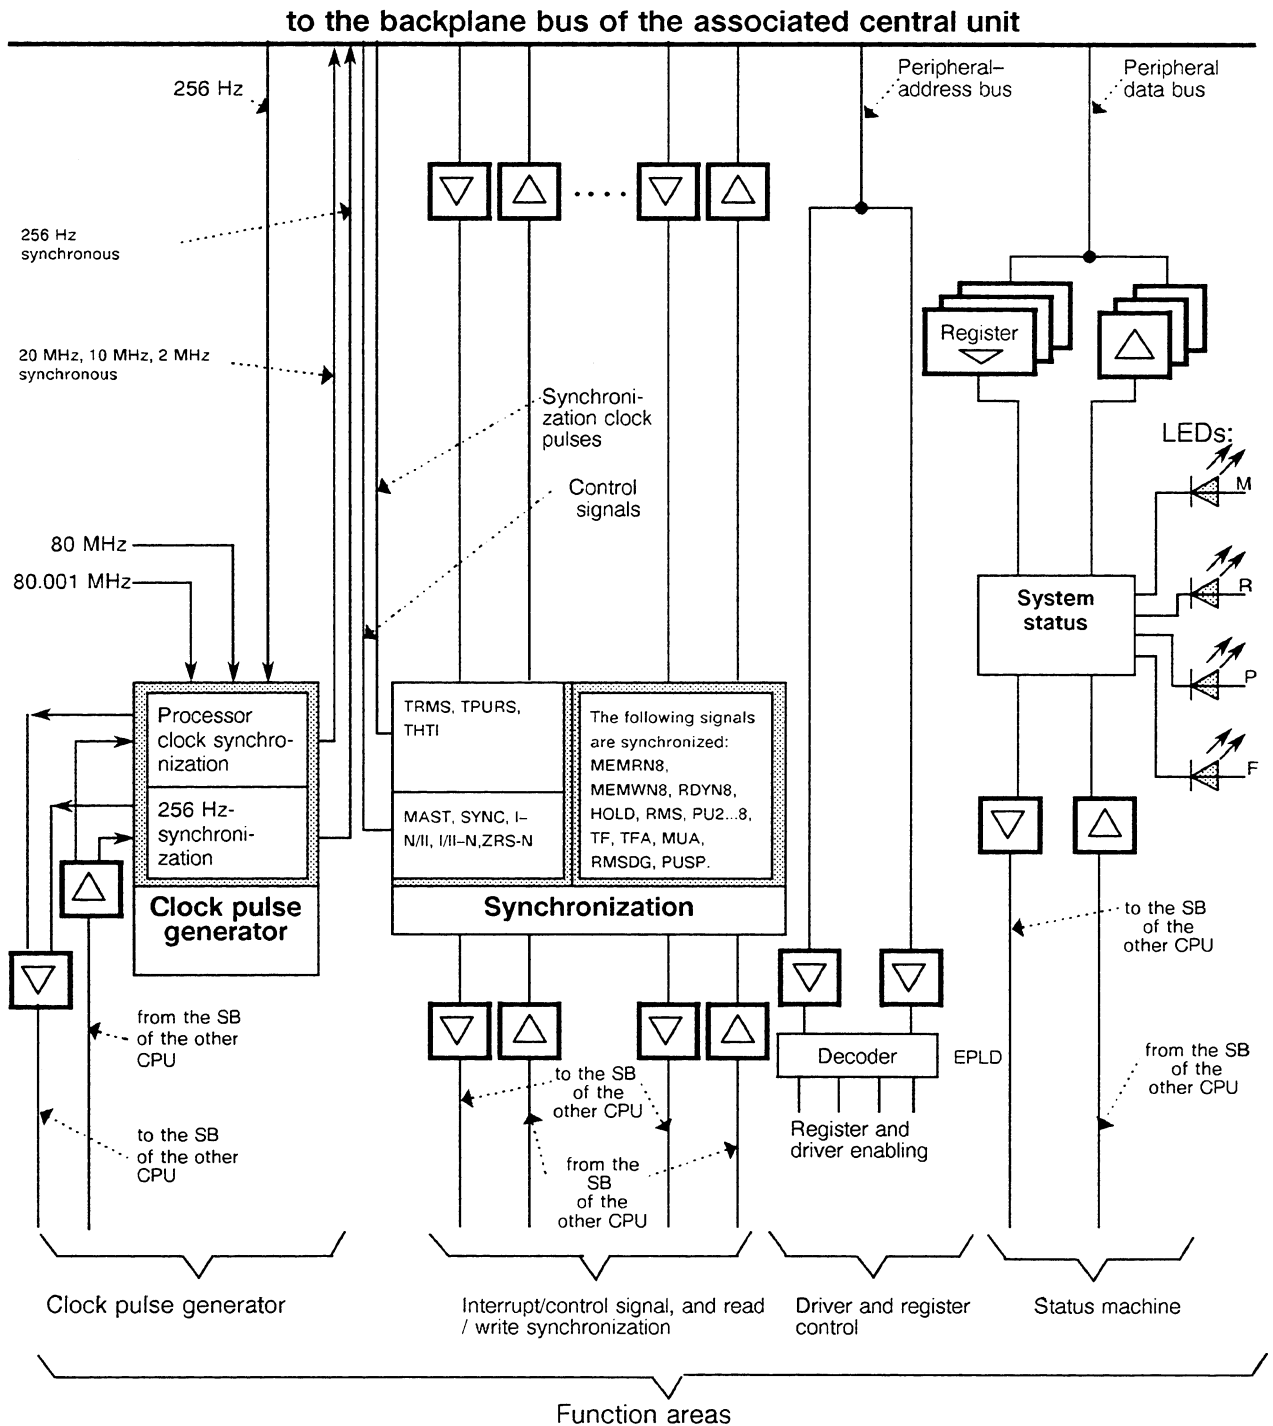 to the backplane bus of the associated central unit
256 Hz
Peripheral–
address bus
Peripheral
data bus
256 Hz
synchronous
Register
20 MHz, 10 MHz, 2 MHz
synchronous
Synchroni-
zation clock
pulses
LEDs:
M
Control
signals
80 MHz
80.001 MHz
R
System
status
P
F
Processor
clock synchro-
nization
256 Hz-
synchroni-
zation
Clock pulse
generator
TRMS, TPURS,
THTI
MAST, SYNC, I–
N/II, I/II–N,ZRS-N
The following signals
are synchronized:
MEMRN8,
MEMWN8, RDYN8,
HOLD, RMS, PU2...8,
TF, TFA, MUA,
RMSDG, PUSP.
Synchronization
to the SB
of the
other CPU
from the SB
of the other
CPU
Decoder
EPLD
from the SB
of the
other CPU
to the SB
of the
other CPU
to the SB
of the other
CPU
Register and
driver enabling
from the
SB
of the
other CPU
Clock pulse generator
Interrupt/control signal, and read
/ write synchronization
Driver and register
control
Status machine
Function areas